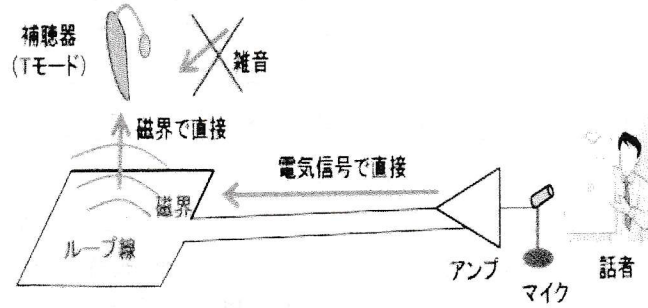 補聴器
(Tモード)
雑音
磁界で直接
電気信号で直接
磁界
ループ線
アンプ
マイク
話者